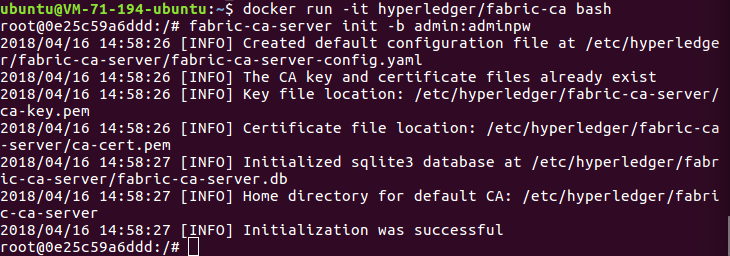 ubuntu@VM-71-194-ubuntu:~$ docker run -it hyperledger/fabric-ca bash
root@0e25c59a6ddd:/# fabric-ca-server init -b admin:adminpw
2018/04/16 14:58:26 [INFO] Created default configuration file at /etc/hyperledge
r/fabric-ca-server/fabric-ca-server-config.yaml
2018/04/16 14:58:26 [INFO] The CA key and certificate files already exist
2018/04/16 14:58:26 [INFO] Key file location: /etc/hyperledger/fabric-ca-server/
ca-key.pem
2018/04/16 14:58:26 [INFO] Certificate file location: /etc/hyperledger/fabric-ca
-server/ca-cert.pem
2018/04/16 14:58:27 [INFO] Initialized sqlite3 database at /etc/hyperledger/fabr
ic-ca-server/fabric-ca-server.db
2018/04/16 14:58:27 [INFO] Home directory for default CA: /etc/hyperledger/fabri
c-ca-server
2018/04/16 14:58:27 [INFO] Initialization was successful
root@0e25c59a6ddd:/#